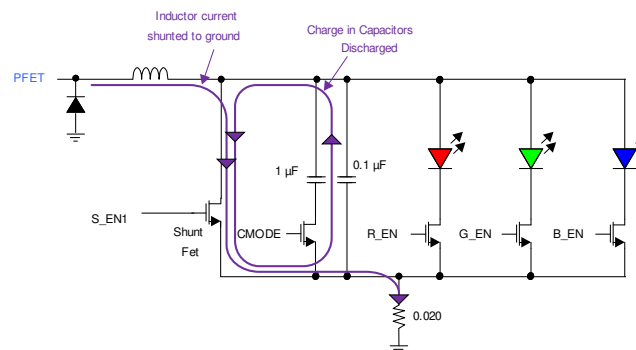 Inductor current
shunted to ground
Charge in Capacitors
Discharged
PFET
1 µF
0.1 µF
S_EN1
Shunt
Fet
CMODE
R_EN
G_EN
B_EN
0.020